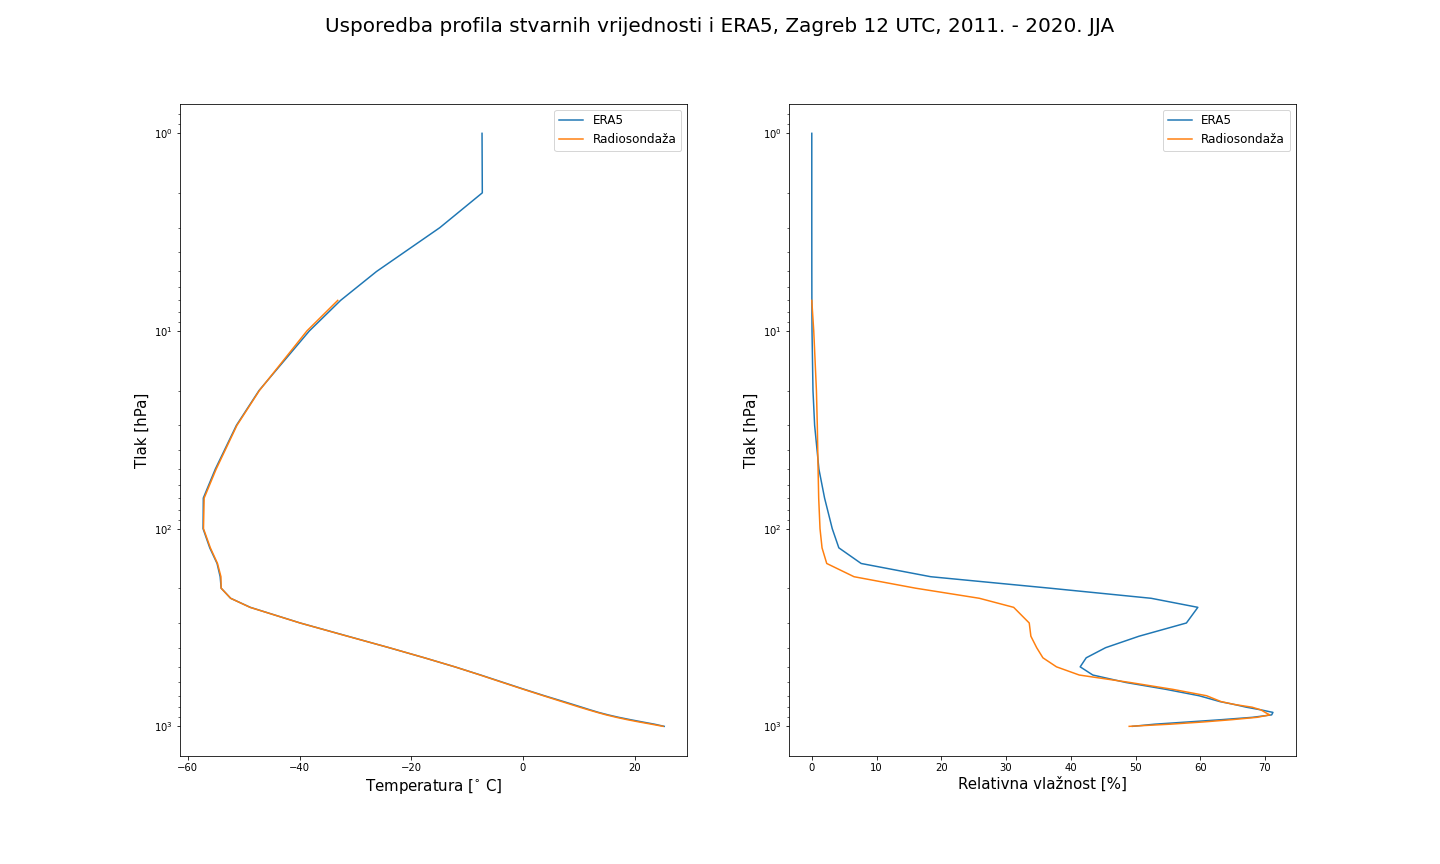 Usporedba profila stvarnih vrijednosti i ERA5, Zagreb 12 UTC, 2011. - 2020. JJA
ERA5
Radiosondaža
10⁰
10¹
10²
10³
Tlak [hPa]
−60 −40 −20 0 20
Temperatura [° C]
ERA5
Radiosondaža
10⁰
10¹
10²
10³
Tlak [hPa]
0 10 20 30 40 50 60 70
Relativna vlažnost [%]